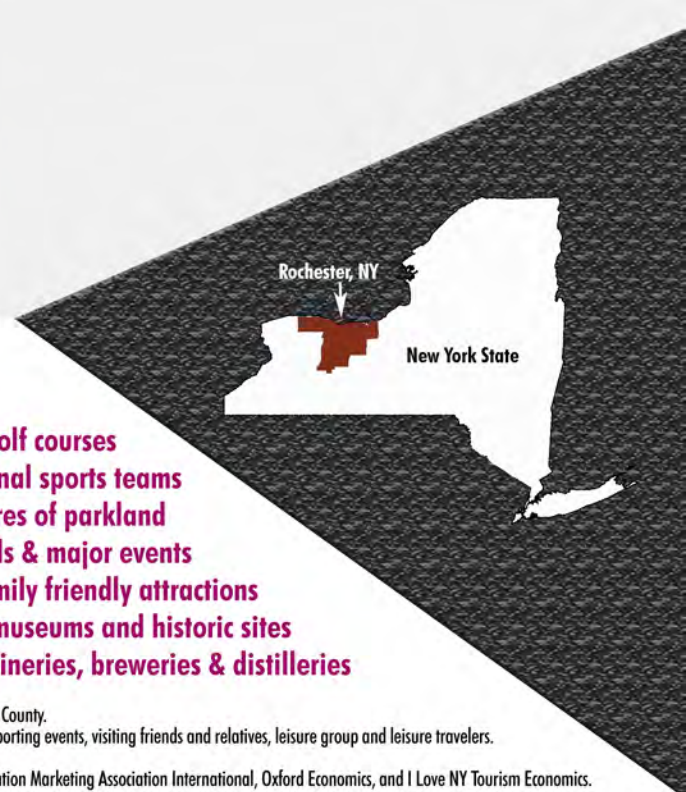 Rochester, NY
New York State
olf courses
nal sports teams
res of parkland
ls & major events
mily friendly attractions
museums and historic sites
ineries, breweries & distilleries
County.
porting events, visiting friends and relatives, leisure group and leisure travelers.
ation Marketing Association International, Oxford Economics, and I Love NY Tourism Economics.